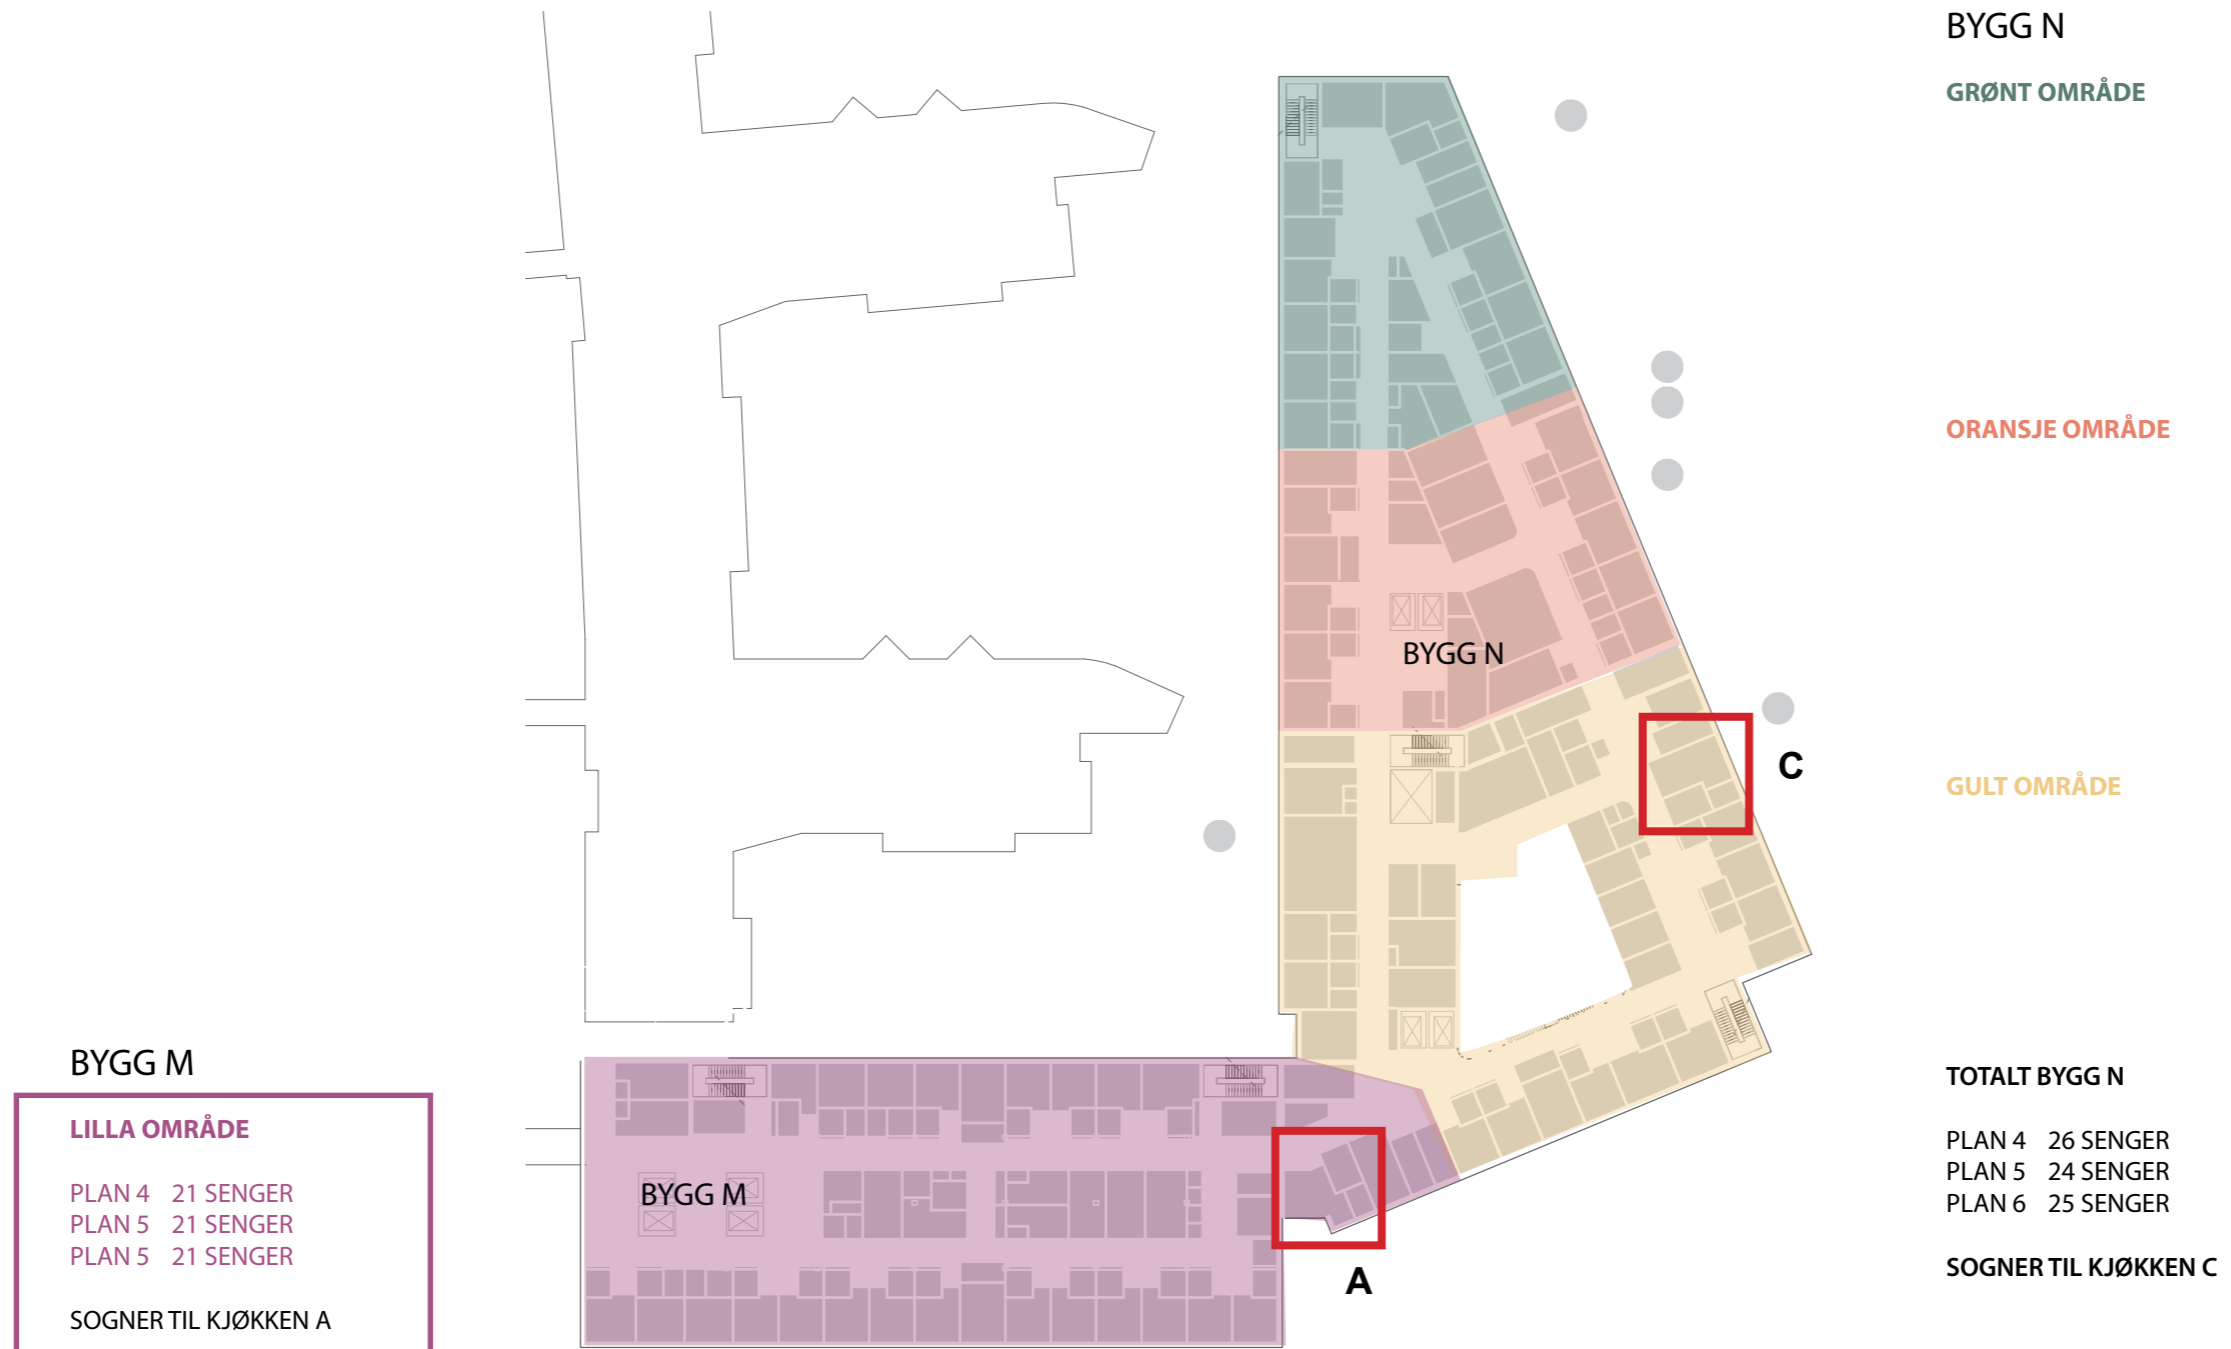 BYGG N
GRØNT OMRÅDE
ORANSJE OMRÅDE
BYGG N
C
GULT OMRÅDE
BYGG M
LILLA OMRÅDE
PLAN 4 21 SENGER
PLAN 5 21 SENGER
PLAN 5 21 SENGER
SOGNER TIL KJØKKEN A
BYGG M
A
TOTALT BYGG N
PLAN 4 26 SENGER
PLAN 5 24 SENGER
PLAN 6 25 SENGER
SOGNER TIL KJØKKEN C